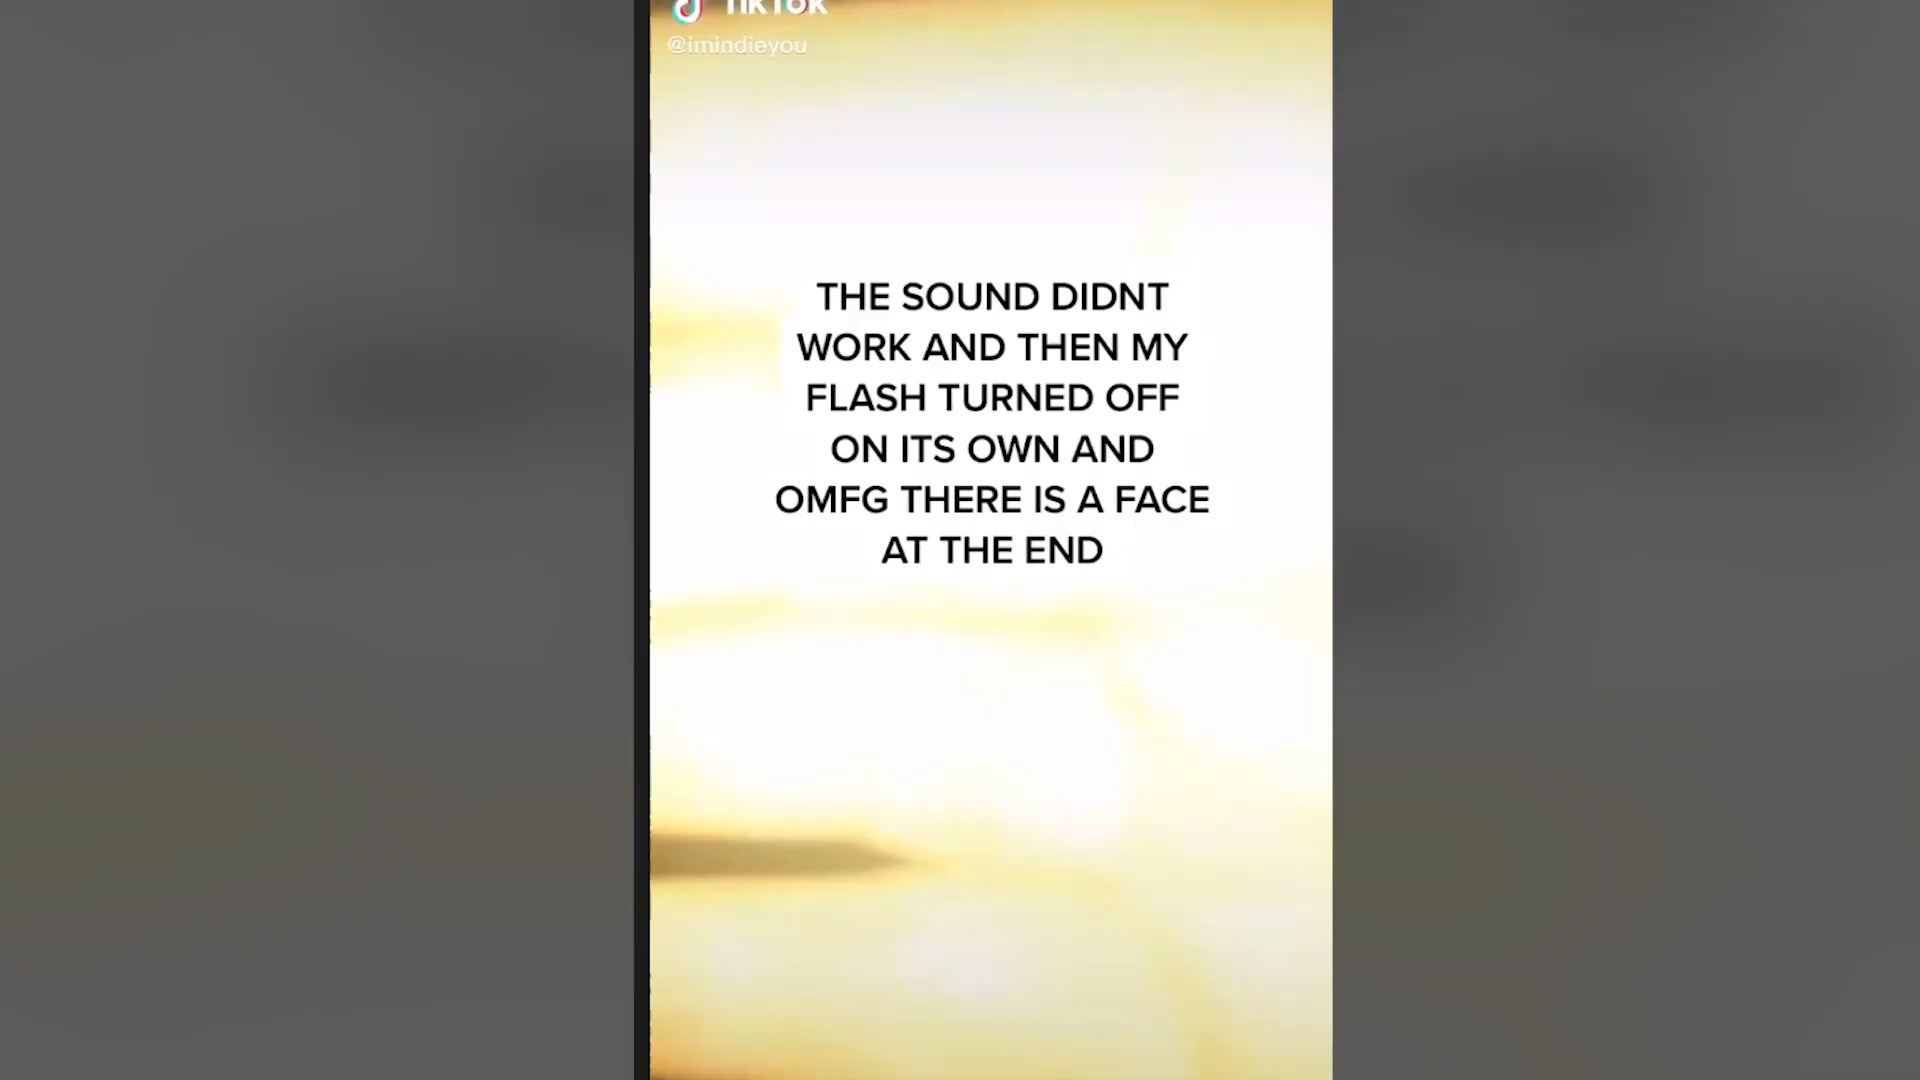 TikTok
@imindieyou
THE SOUND DIDNT
WORK AND THEN MY
FLASH TURNED OFF
ON ITS OWN AND
OMFG THERE IS A FACE
AT THE END